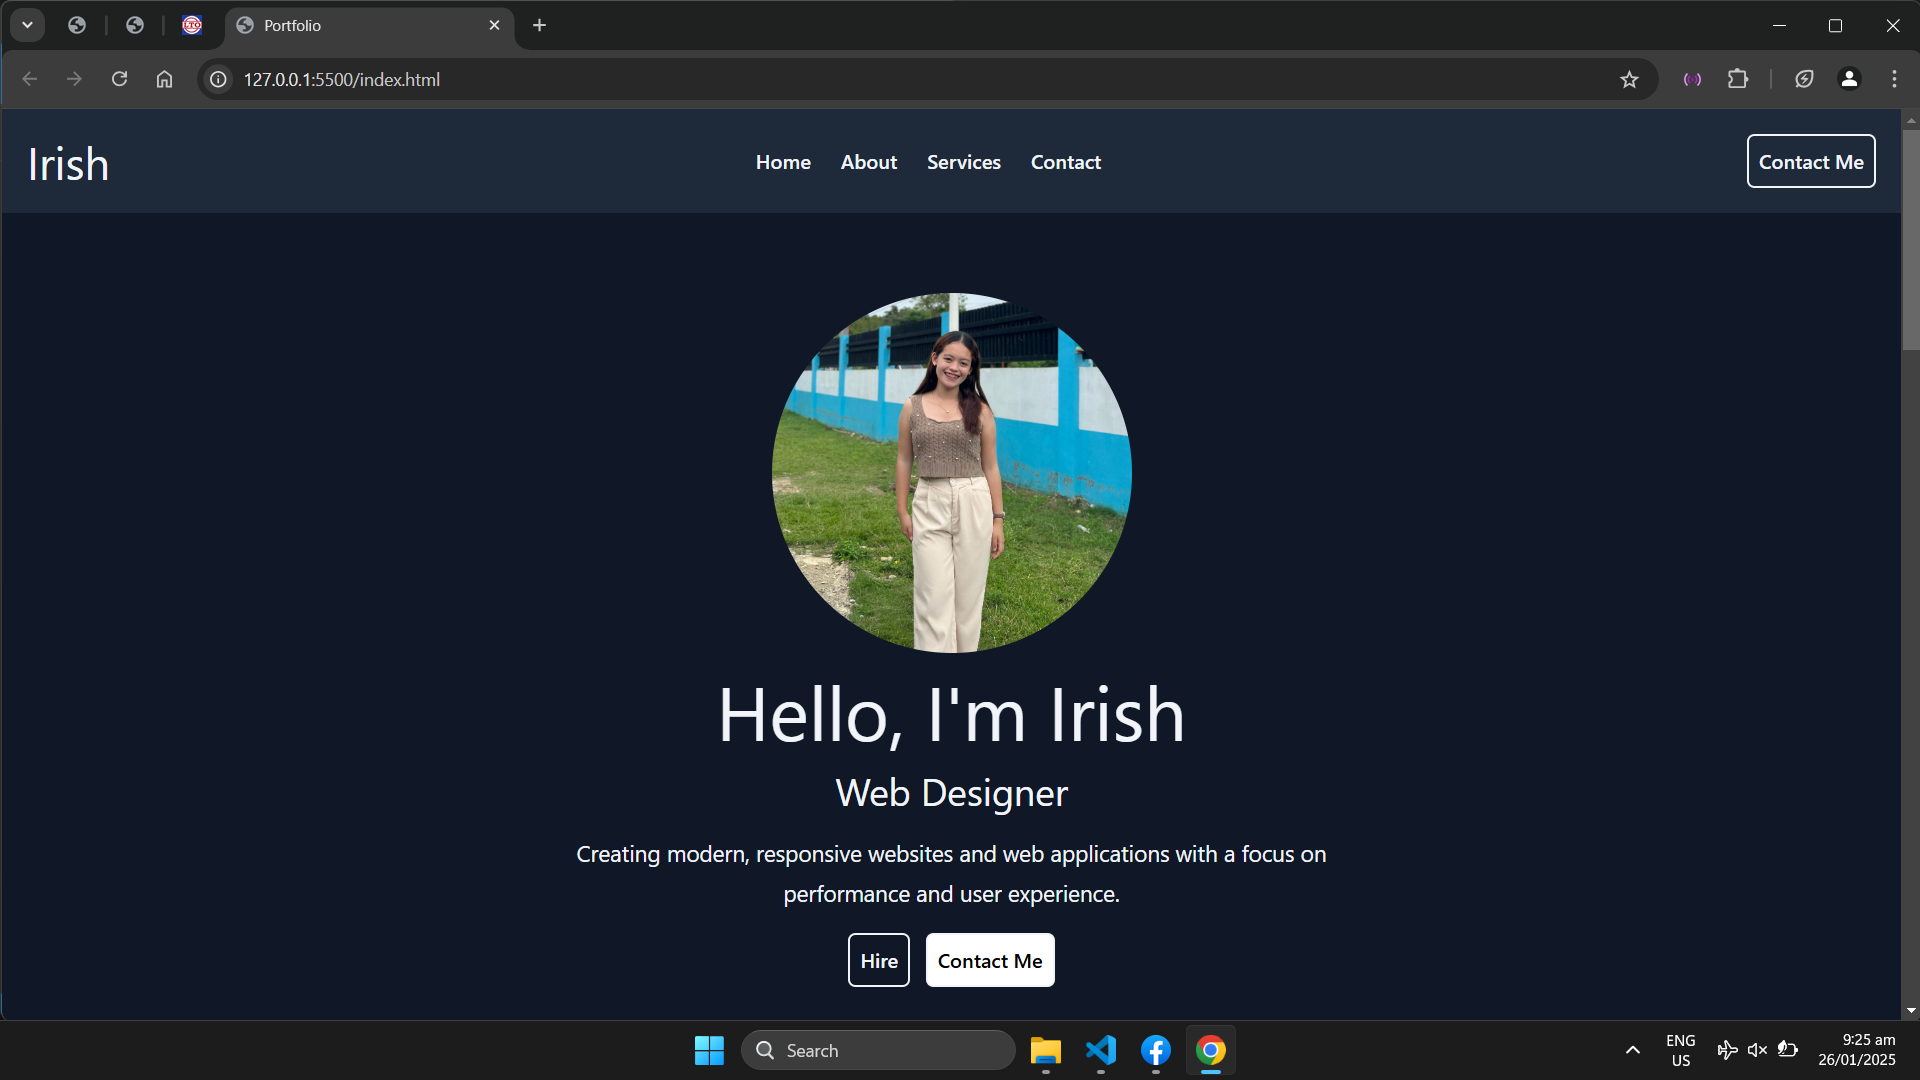 Portfolio
127.0.0.1:5500/index.html
Irish
Home About Services Contact
Contact Me
Hello, I'm Irish
Web Designer
Creating modern, responsive websites and web applications with a focus on
performance and user experience.
Hire Contact Me
Search
ENG
US
9:25 am
26/01/2025
LTO